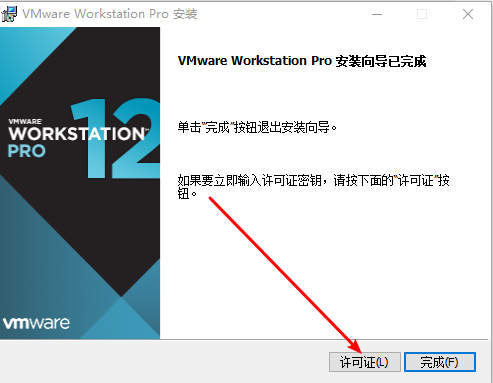 VMware Workstation Pro 安装
VMware Workstation Pro 安装向导已完成
VMWARE
WORKSTATION™ 12
PRO
单击"完成"按钮退出安装向导。
如果要立即输入许可证密钥，请按下面的"许可证"按
钮。
vmware
许可证(L)
完成(F)